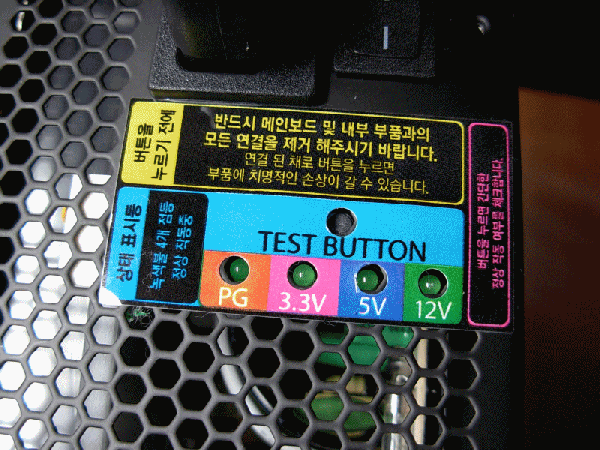 버튼을
누르기 전에
반드시 메인보드 및 내부 부품과의
모든 연결을 제거 해주시기 바랍니다.
연결 된 채로 버튼을 누르면
부품에 치명적인 손상이 갈 수 있습니다.
상태 표시등
녹색불 4개 점등
정상 작동중
TEST BUTTON
PG
3.3V
5V
12V
버튼을 누르면 간단한
정상 작동 여부를 체크합니다.